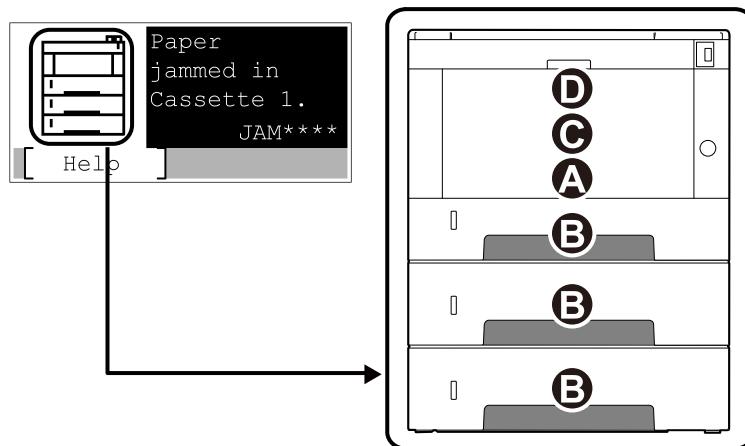 Paper
jammed in
Cassette 1.
JAM****
[ Help ]
D
C
A
B
B
B